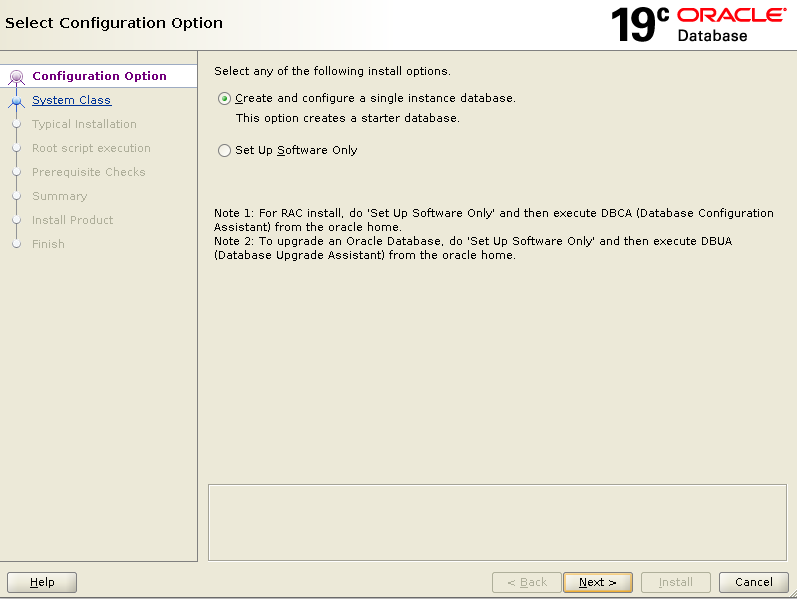 Select Configuration Option
19c ORACLE
Database
Configuration Option
System Class
Typical Installation
Root script execution
Prerequisite Checks
Summary
Install Product
Finish
Select any of the following install options.
Create and configure a single instance database.
This option creates a starter database.
Set Up Software Only
Note 1: For RAC install, do 'Set Up Software Only' and then execute DBCA (Database Configuration
Assistant) from the oracle home.
Note 2: To upgrade an Oracle Database, do 'Set Up Software Only' and then execute DBUA
(Database Upgrade Assistant) from the oracle home.
Help
< Back
Next >
Install
Cancel